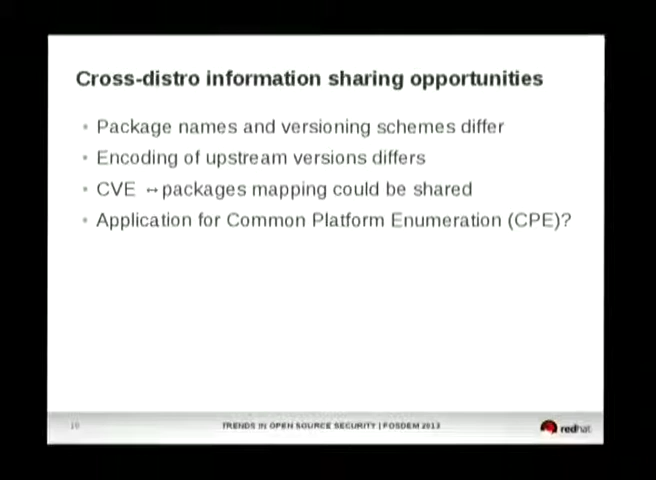 Cross-distro information sharing opportunities
• Package names and versioning schemes differ
• Encoding of upstream versions differs
• CVE ↔ packages mapping could be shared
• Application for Common Platform Enumeration (CPE)?
TRENDS IN OPEN SOURCE SECURITY | FOSDEM 2013
redhat